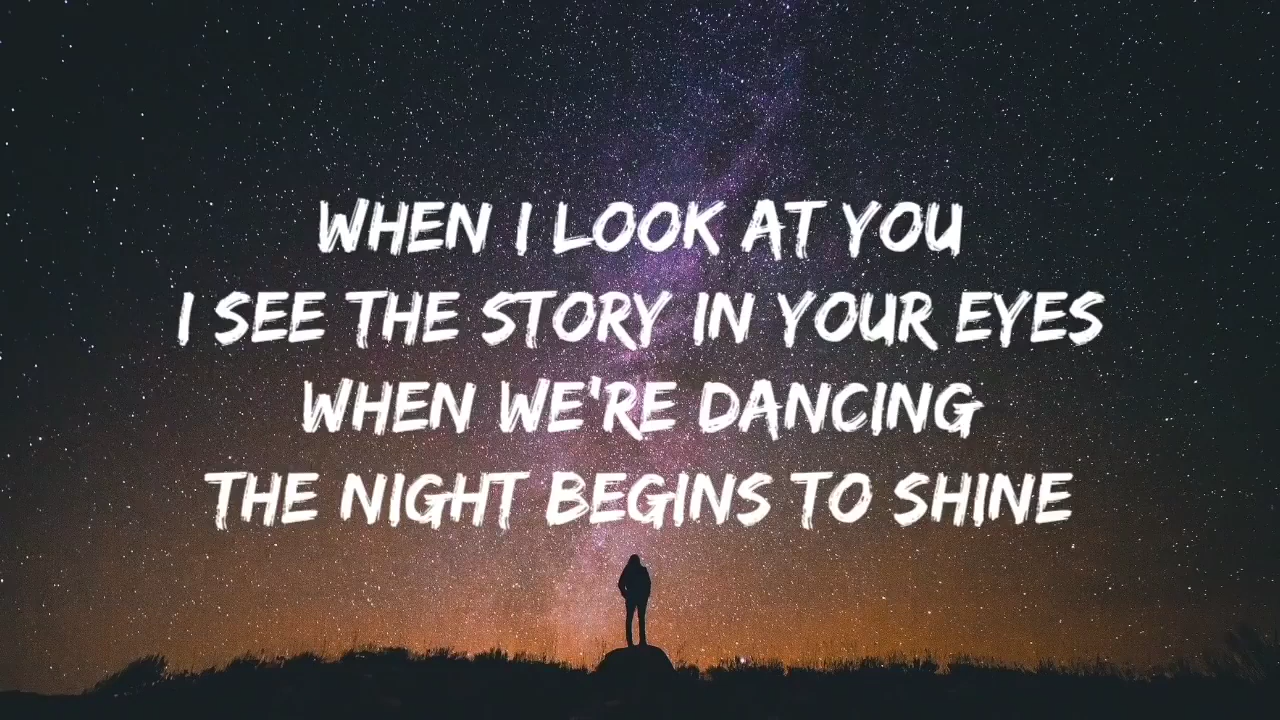 WHEN I LOOK AT YOU
I SEE THE STORY IN YOUR EYES
WHEN WE'RE DANCING
THE NIGHT BEGINS TO SHINE